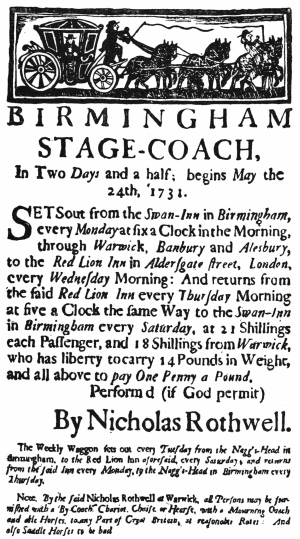 BIRMINGHAM
STAGE-COACH,
In Two Days and a half; begins May the
24th, 1731.
SETS out from the Swan-Inn in Birmingham,
every Monday at six a Clock in the Morning,
through Warwick, Banbury and Alesbury,
to the Red Lion Inn in Aldersgate street, London,
every Wednesday Morning: And returns from
the said Red Lion Inn every Thursday Morning
at five a Clock the same Way to the Swan-Inn
in Birmingham every Saturday, at 21 Shillings
each Passenger, and 18 Shillings from Warwick,
who has liberty to carry 14 Pounds in Weight,
and all above to pay One Penny a Pound.
Perform'd (if God permit)
By Nicholas Rothwell.
The Weekly Waggon sets out every Tuesday from the Nagg's-Head in
Birmingham, to the Red Lion Inn aforesaid, every Saturday, and returns
from the said Inn every Monday, to the Nagg's-Head in Birmingham every
Thursday.
Note. By the said Nicholas Rothwell at Warwick, all Persons may be fur-
nished with a By-Coach Chariot, Chaise or Hearse, with a Mourning Coach
and able Horses, to any Part of Great Britain, at reasonable Rates: And
also Saddle Horses to be had